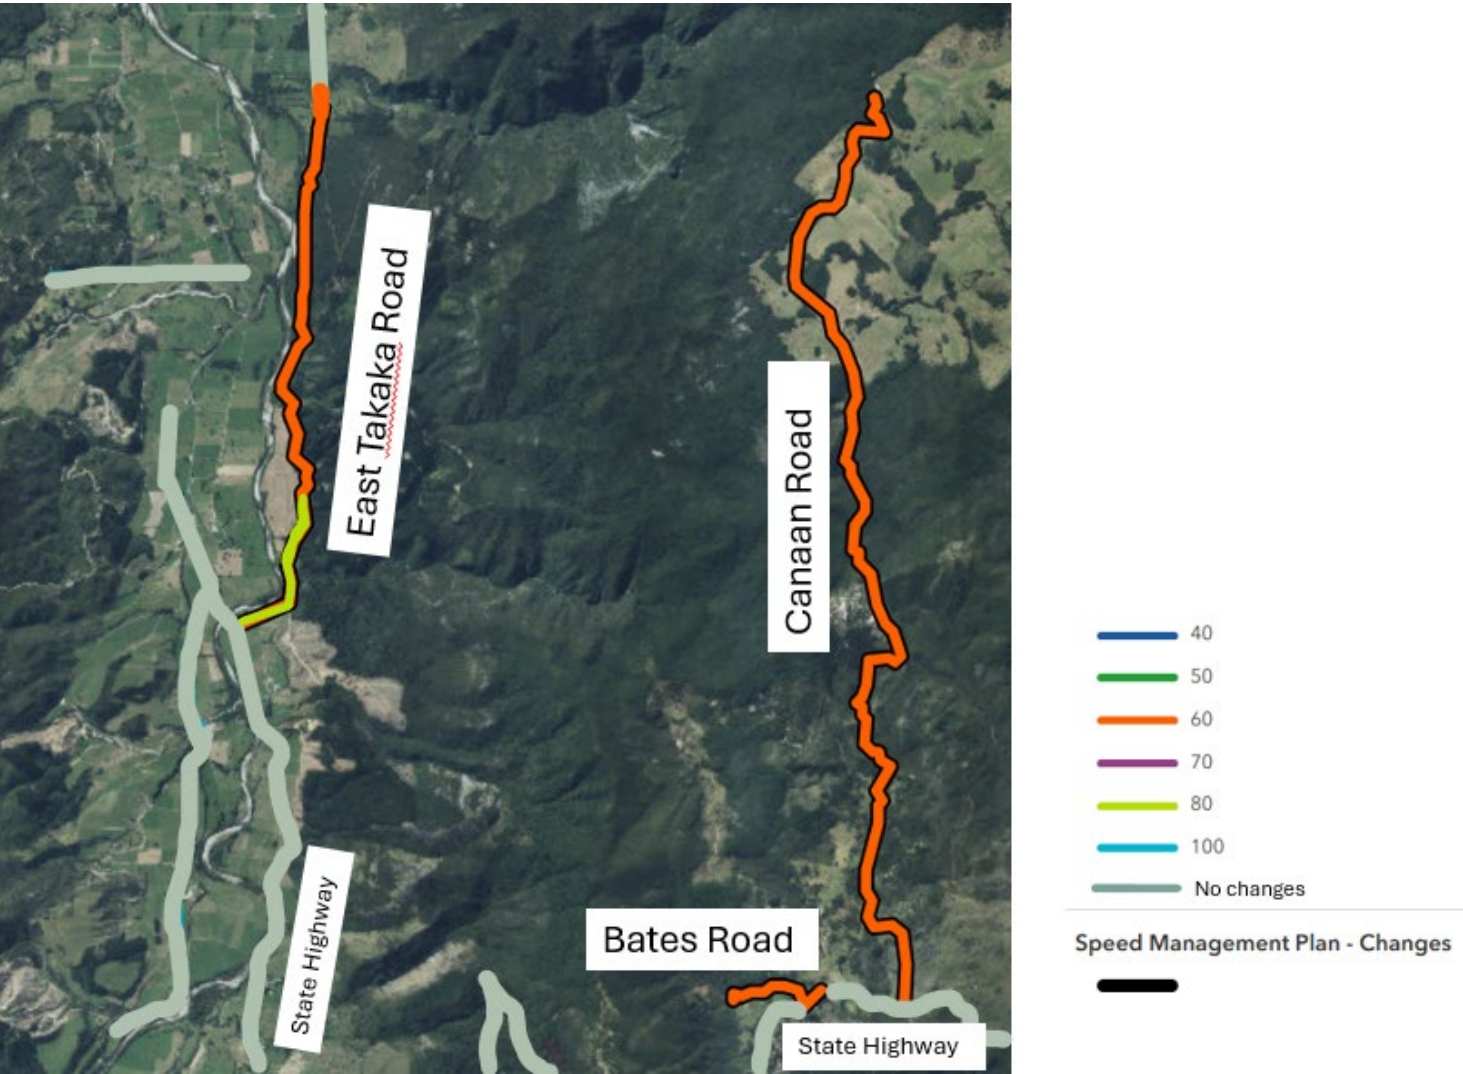 East Takaka Road
Canaan Road
Bates Road
State Highway
State Highway
40
50
60
70
80
100
No changes
Speed Management Plan - Changes